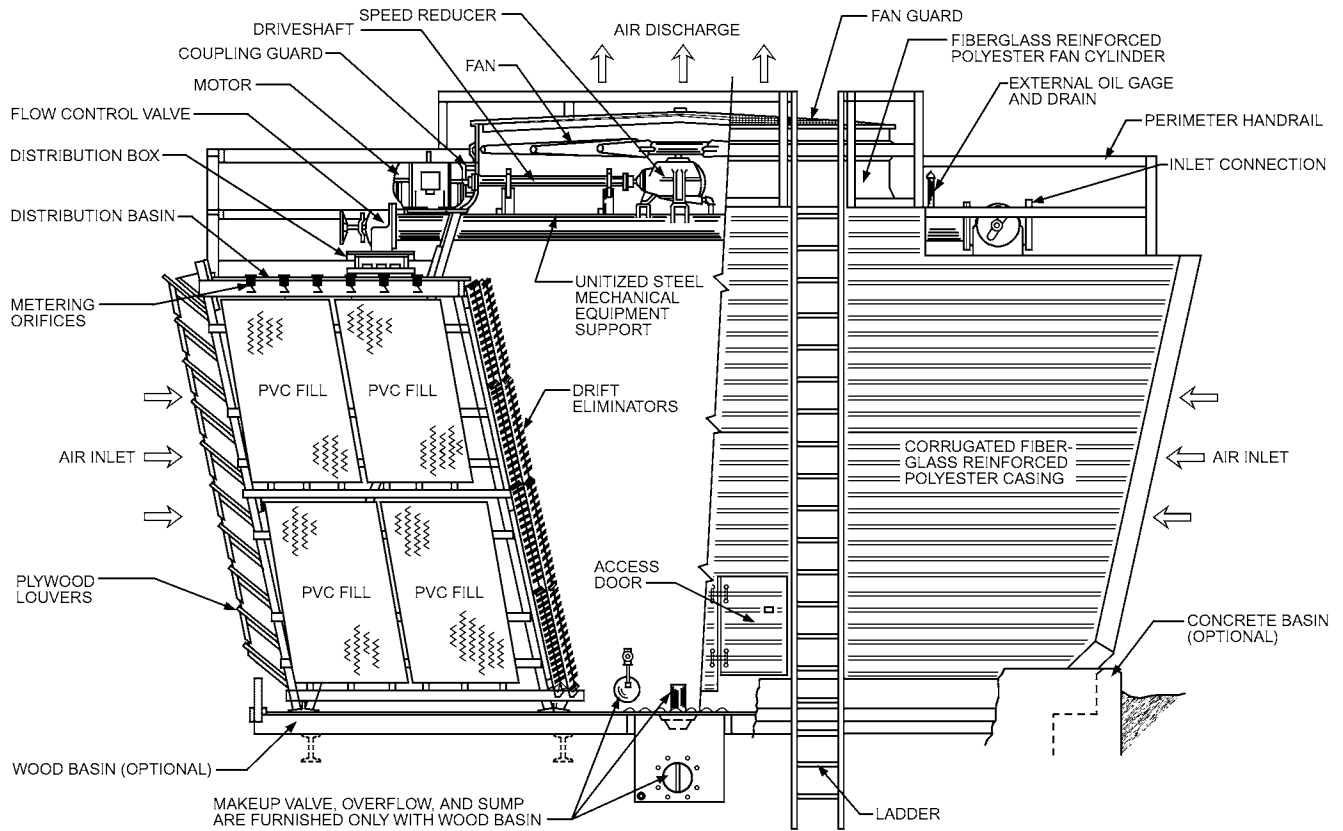 SPEED REDUCER
DRIVESHAFT
COUPLING GUARD
MOTOR
FLOW CONTROL VALVE
DISTRIBUTION BOX
DISTRIBUTION BASIN
METERING
ORIFICES
FAN
AIR DISCHARGE
FAN GUARD
FIBERGLASS REINFORCED
POLYESTER FAN CYLINDER
EXTERNAL OIL GAGE
AND DRAIN
PERIMETER HANDRAIL
INLET CONNECTION
UNITIZED STEEL
MECHANICAL
EQUIPMENT
SUPPORT
PVC FILL
PVC FILL
DRIFT
ELIMINATORS
AIR INLET
CORRUGATED FIBER-
GLASS REINFORCED
POLYESTER CASING
AIR INLET
PLYWOOD
LOUVERS
PVC FILL
PVC FILL
ACCESS
DOOR
CONCRETE BASIN
(OPTIONAL)
WOOD BASIN (OPTIONAL)
MAKEUP VALVE, OVERFLOW, AND SUMP
ARE FURNISHED ONLY WITH WOOD BASIN
LADDER